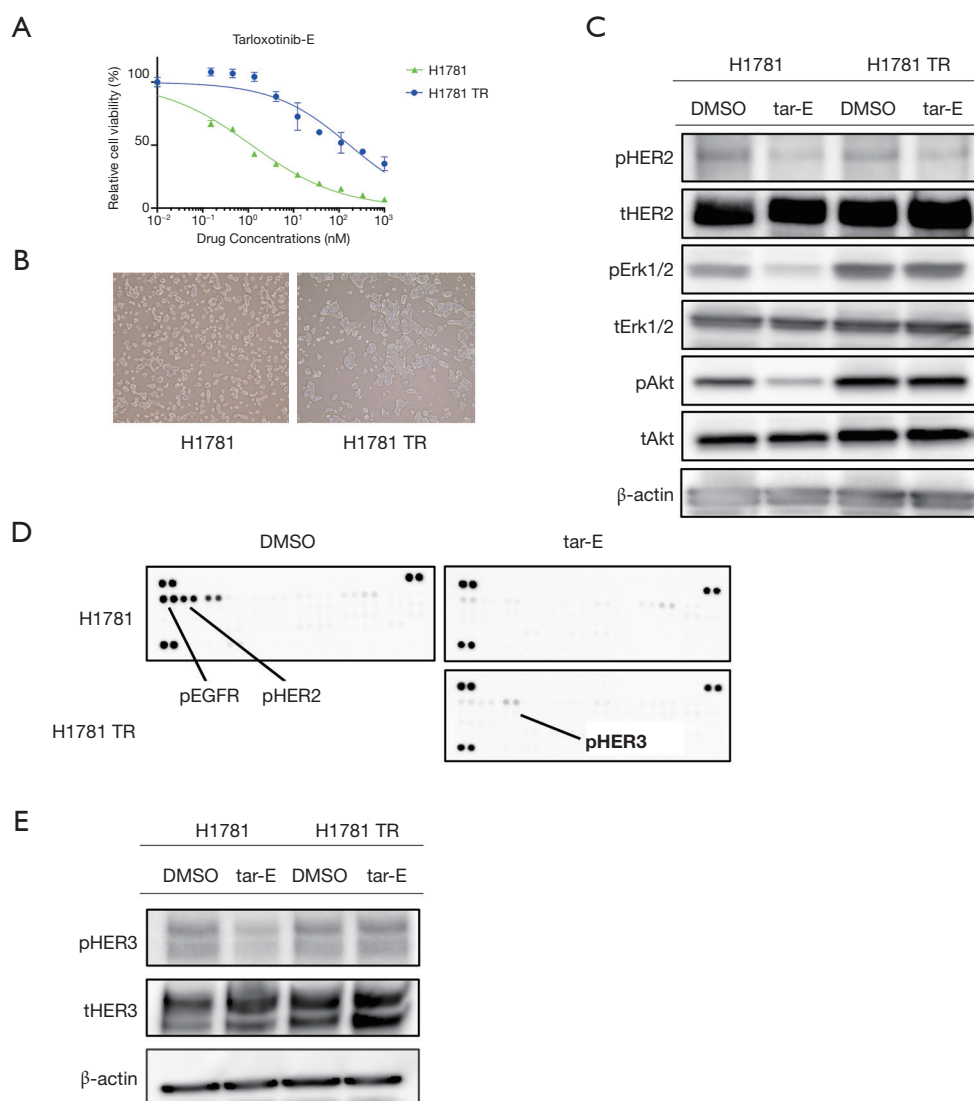 A
Tarloxotinib-E
Relative cell viability (%)
100
50
0
10⁻² 10⁻¹ 10⁰ 10¹ 10² 10³
Drug Concentrations (nM)
H1781
H1781 TR
B
H1781 H1781 TR
C
H1781 H1781 TR
DMSO tar-E DMSO tar-E
pHER2
tHER2
pErk1/2
tErk1/2
pAkt
tAkt
β-actin
D
DMSO tar-E
H1781
pEGFR pHER2
H1781 TR
pHER3
E
H1781 H1781 TR
DMSO tar-E DMSO tar-E
pHER3
tHER3
β-actin